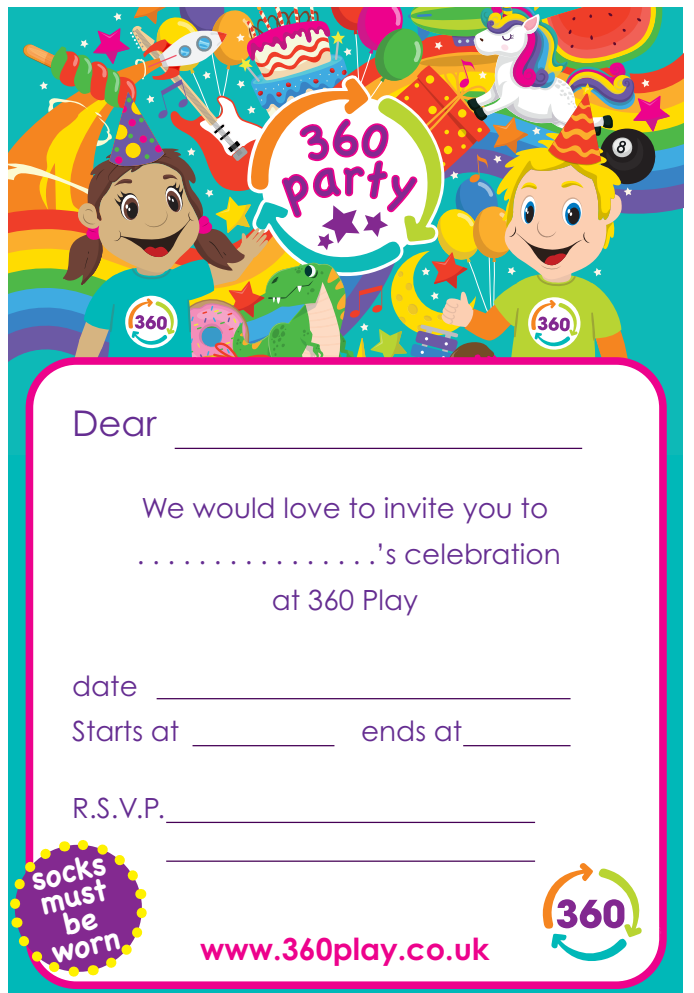 360
party
8
360
360
Dear
We would love to invite you to
. . . . . . . . . . . . . . . .’s celebration
at 360 Play
date
Starts at ends at
R.S.V.P.
socks
must
be
worn
360
www.360play.co.uk